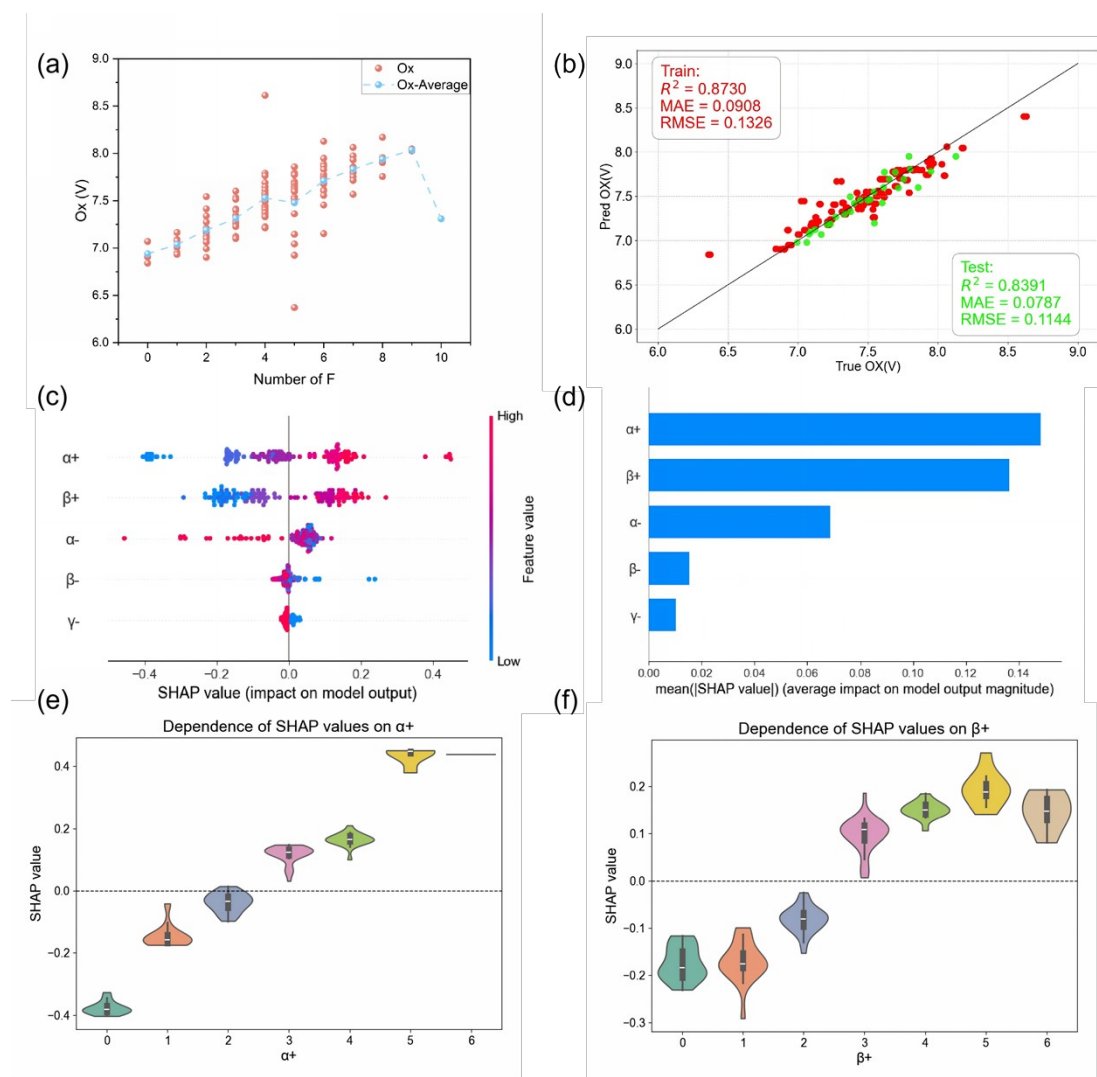 (a)
9.0
8.5
8.0
7.5
7.0
6.5
6.0
Ox (V)
Ox
Ox-Average
0 2 4 6 8 10
Number of F
(b)
9.0
8.5
8.0
7.5
7.0
6.5
6.0
Pred OX(V)
Train:
R² = 0.8730
MAE = 0.0908
RMSE = 0.1326
Test:
R² = 0.8391
MAE = 0.0787
RMSE = 0.1144
6.0 6.5 7.0 7.5 8.0 8.5 9.0
True OX(V)
(c)
α+
β+
α-
β-
γ-
−0.4 −0.2 0.0 0.2 0.4
SHAP value (impact on model output)
High
Feature value
Low
(d)
α+
β+
α-
β-
γ-
0.00 0.02 0.04 0.06 0.08 0.10 0.12 0.14
mean(|SHAP value|) (average impact on model output magnitude)
(e)
Dependence of SHAP values on α+
0.4
0.2
0.0
−0.2
−0.4
SHAP value
0 1 2 3 4 5 6
α+
(f)
Dependence of SHAP values on β+
0.2
0.1
0.0
−0.1
−0.2
−0.3
SHAP value
0 1 2 3 4 5 6
β+